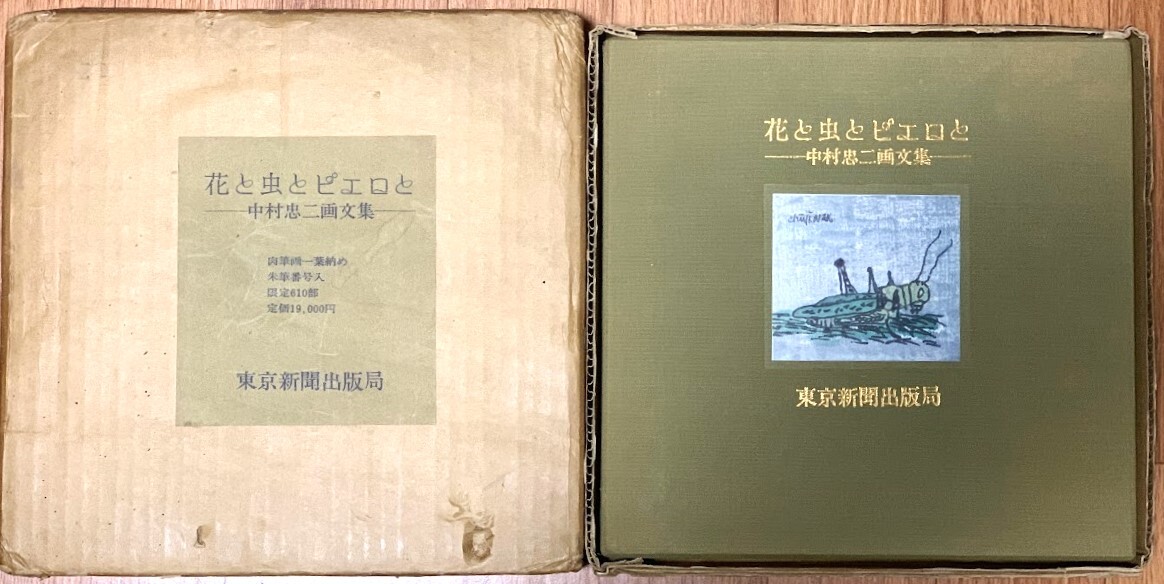 花と虫とピエロと
中村忠二画文集
肉筆画一葉納め
朱筆番号入
限定610部
定価19,000円
東京新聞出版局
花と虫とピエロと
中村忠二画文集
東京新聞出版局